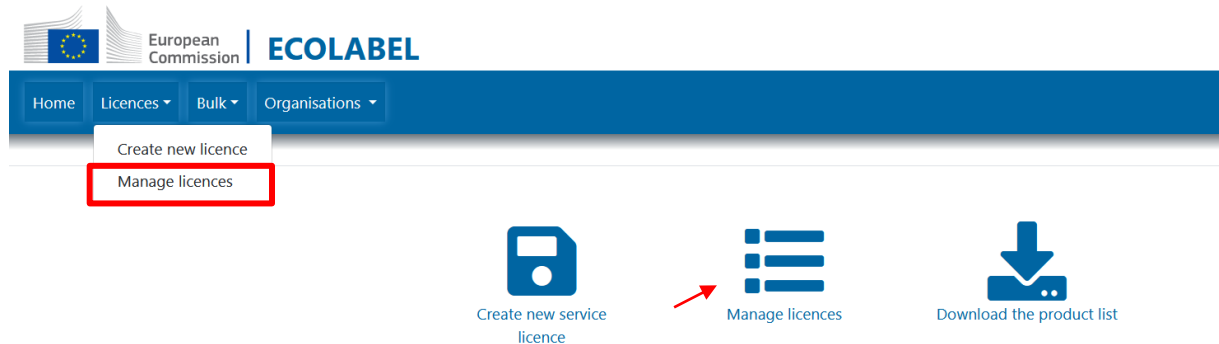 European
Commission
ECOLABEL
Home Licences Bulk Organisations
Create new licence
Manage licences
Create new service
licence
Manage licences
Download the product list